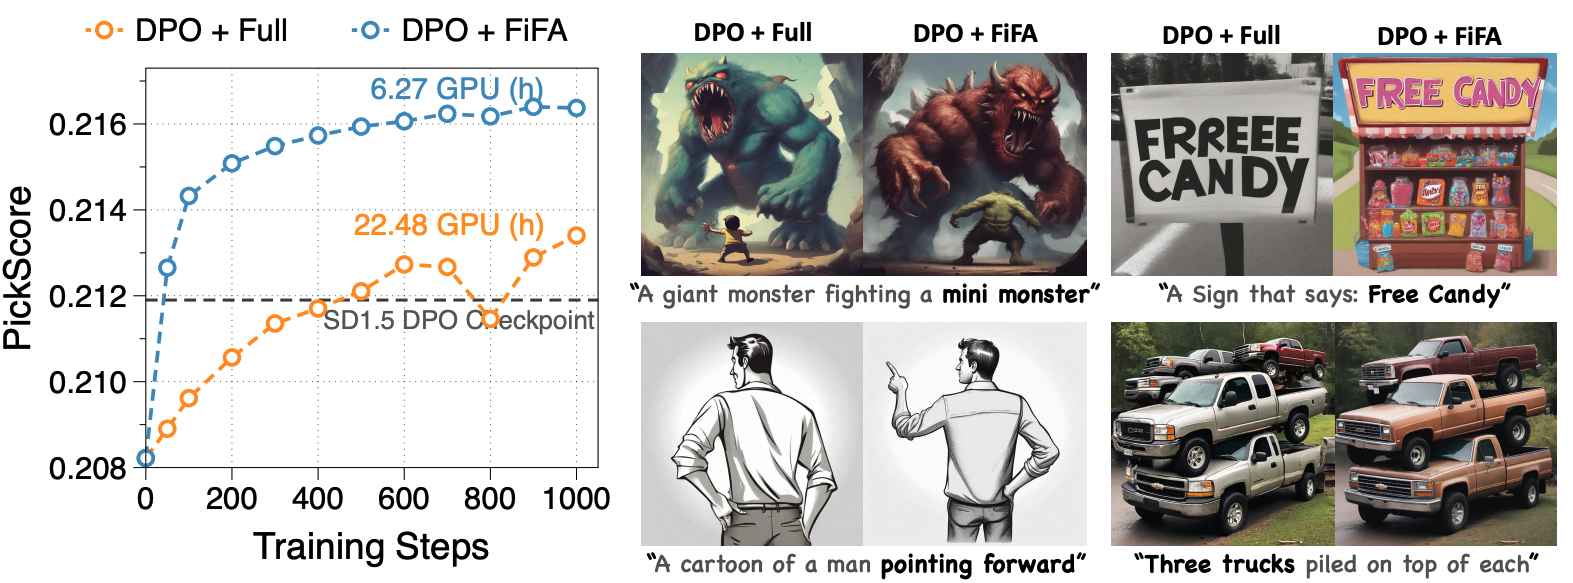 DPO + Full
DPO + FiFA
PickScore
0.216
0.214
0.212
0.210
0.208
6.27 GPU (h)
22.48 GPU (h)
SD1.5 DPO Checkpoint
0 200 400 600 800 1000
Training Steps
DPO + Full DPO + FiFA
FREE CANDY
FRREEE
CANDY
"A giant monster fighting a mini monster"
DPO + Full DPO + FiFA
"A Sign that says: Free Candy"
"A cartoon of a man pointing forward"
"Three trucks piled on top of each"